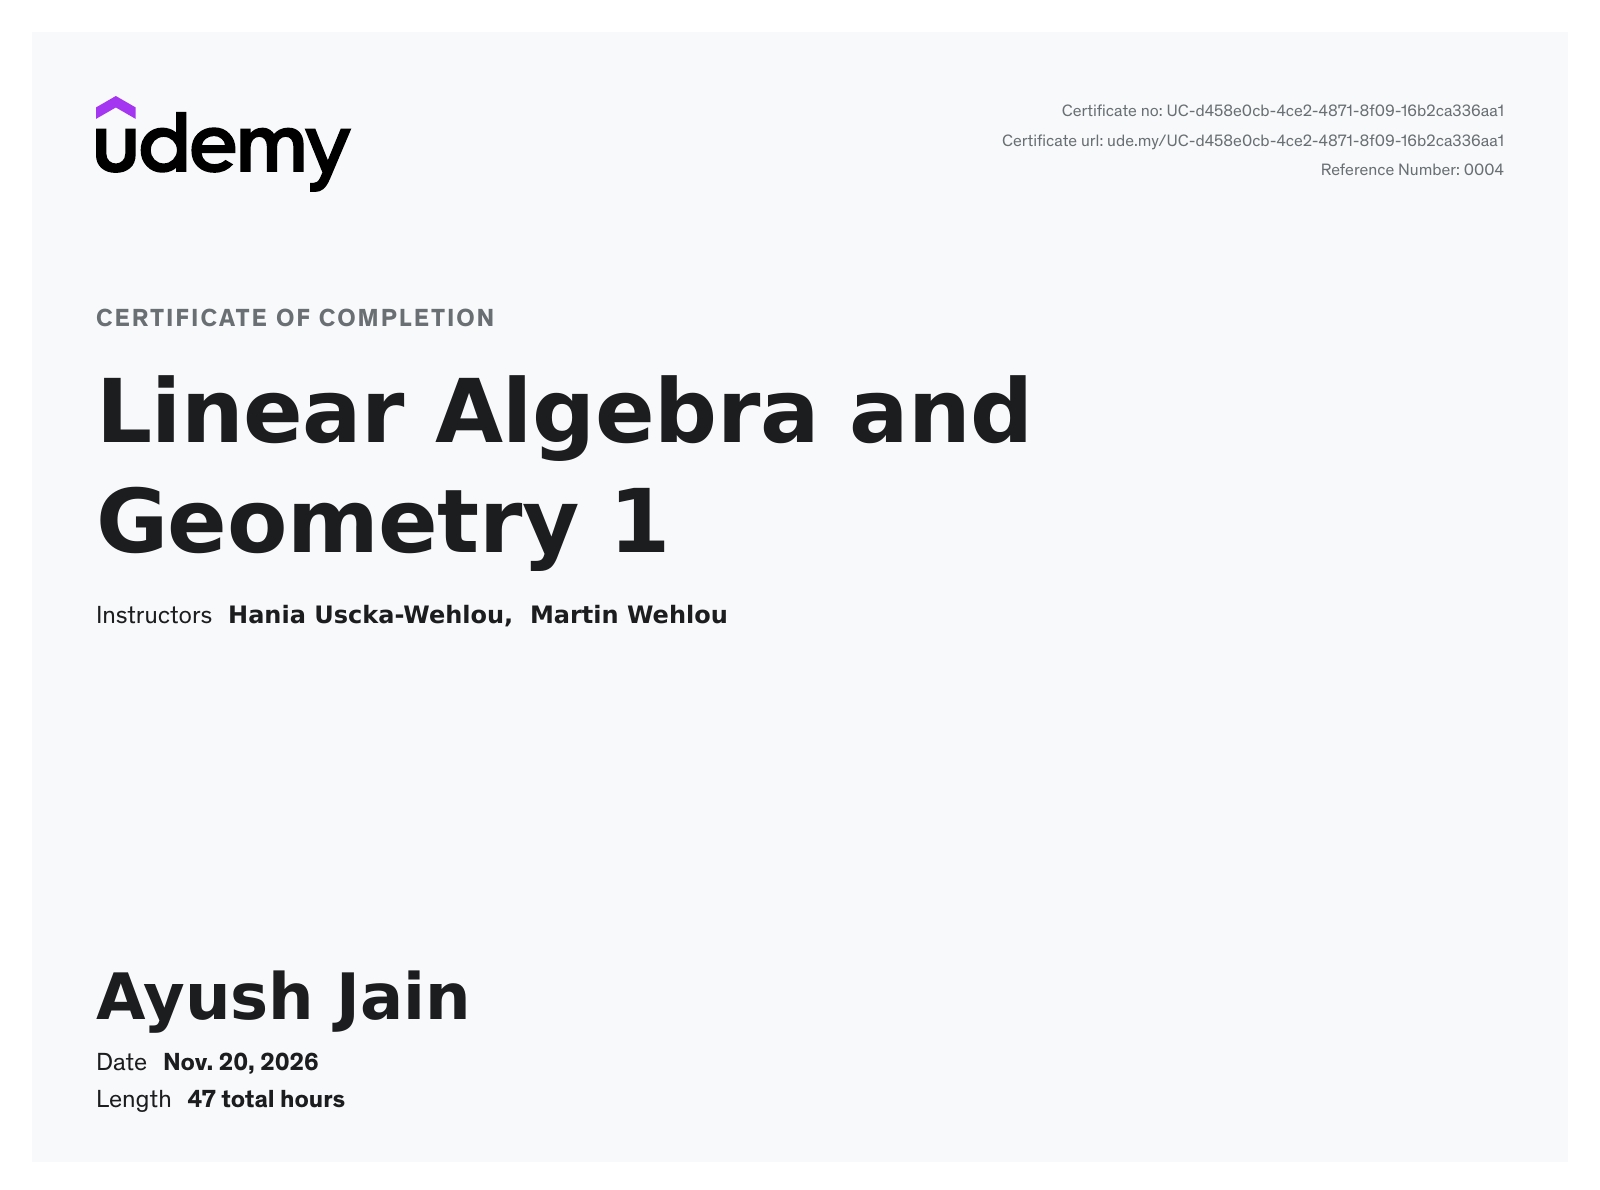 udemy
Certificate no: UC-d458e0cb-4ce2-4871-8f09-16b2ca336aa1
Certificate url: ude.my/UC-d458e0cb-4ce2-4871-8f09-16b2ca336aa1
Reference Number: 0004
CERTIFICATE OF COMPLETION
Linear Algebra and
Geometry 1
Instructors Hania Uscka-Wehlou, Martin Wehlou
Ayush Jain
Date Nov. 20, 2026
Length 47 total hours